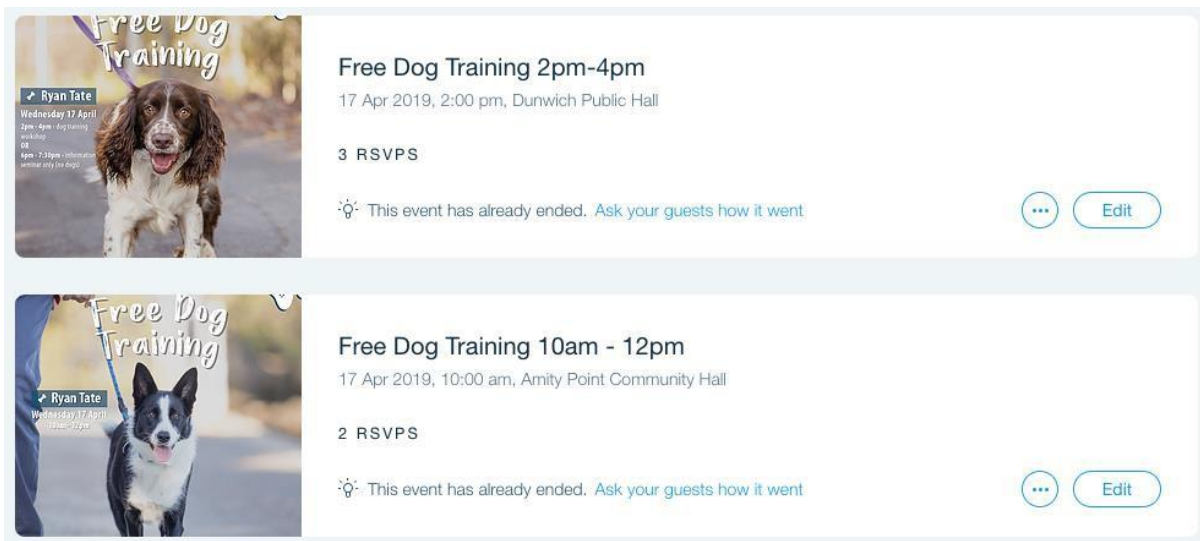 Free Dog
Training
Ryan Tate
Wednesday 17 April
2pm - 4pm - dog training
workshop
OR
6pm - 7:30pm - information
seminar only (no dogs)
Free Dog Training 2pm-4pm
17 Apr 2019, 2:00 pm, Dunwich Public Hall
3 RSVPS
This event has already ended. Ask your guests how it went
... Edit
Free Dog
Training
Ryan Tate
Wednesday 17 April
10am - 12pm
Free Dog Training 10am - 12pm
17 Apr 2019, 10:00 am, Amity Point Community Hall
2 RSVPS
This event has already ended. Ask your guests how it went
... Edit